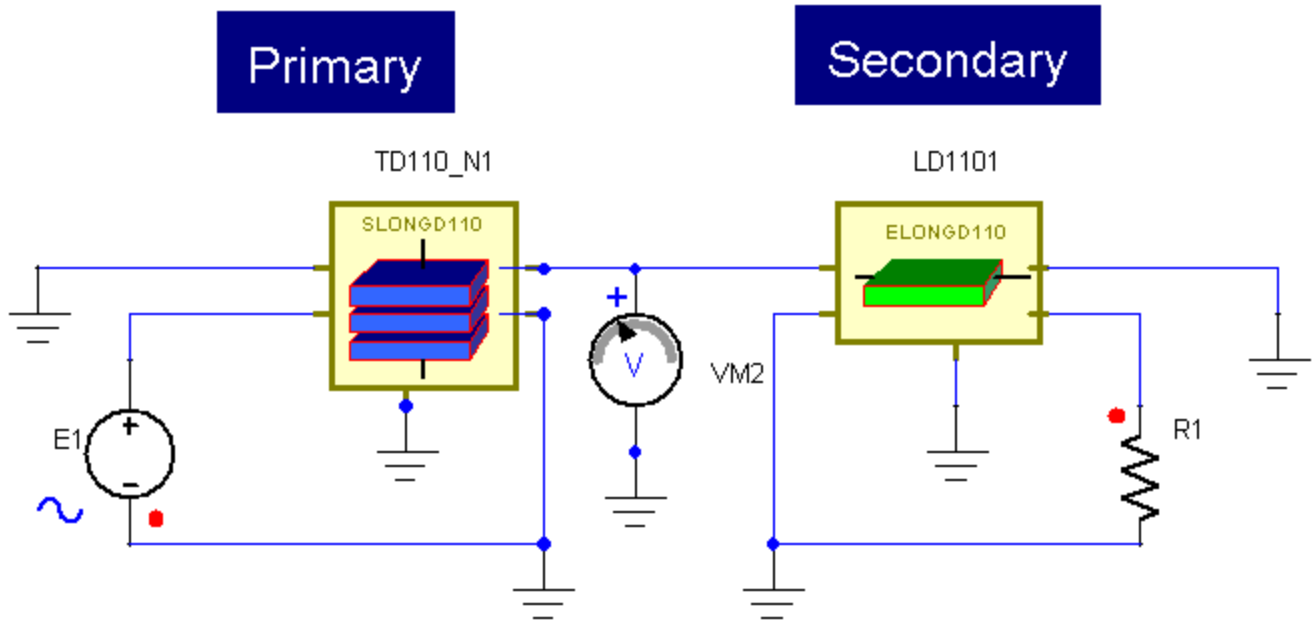 Primary
Secondary
TD110_N1
LD1101
SLONGD110
ELONGD110
+
V
VM2
E1
+
−
R1